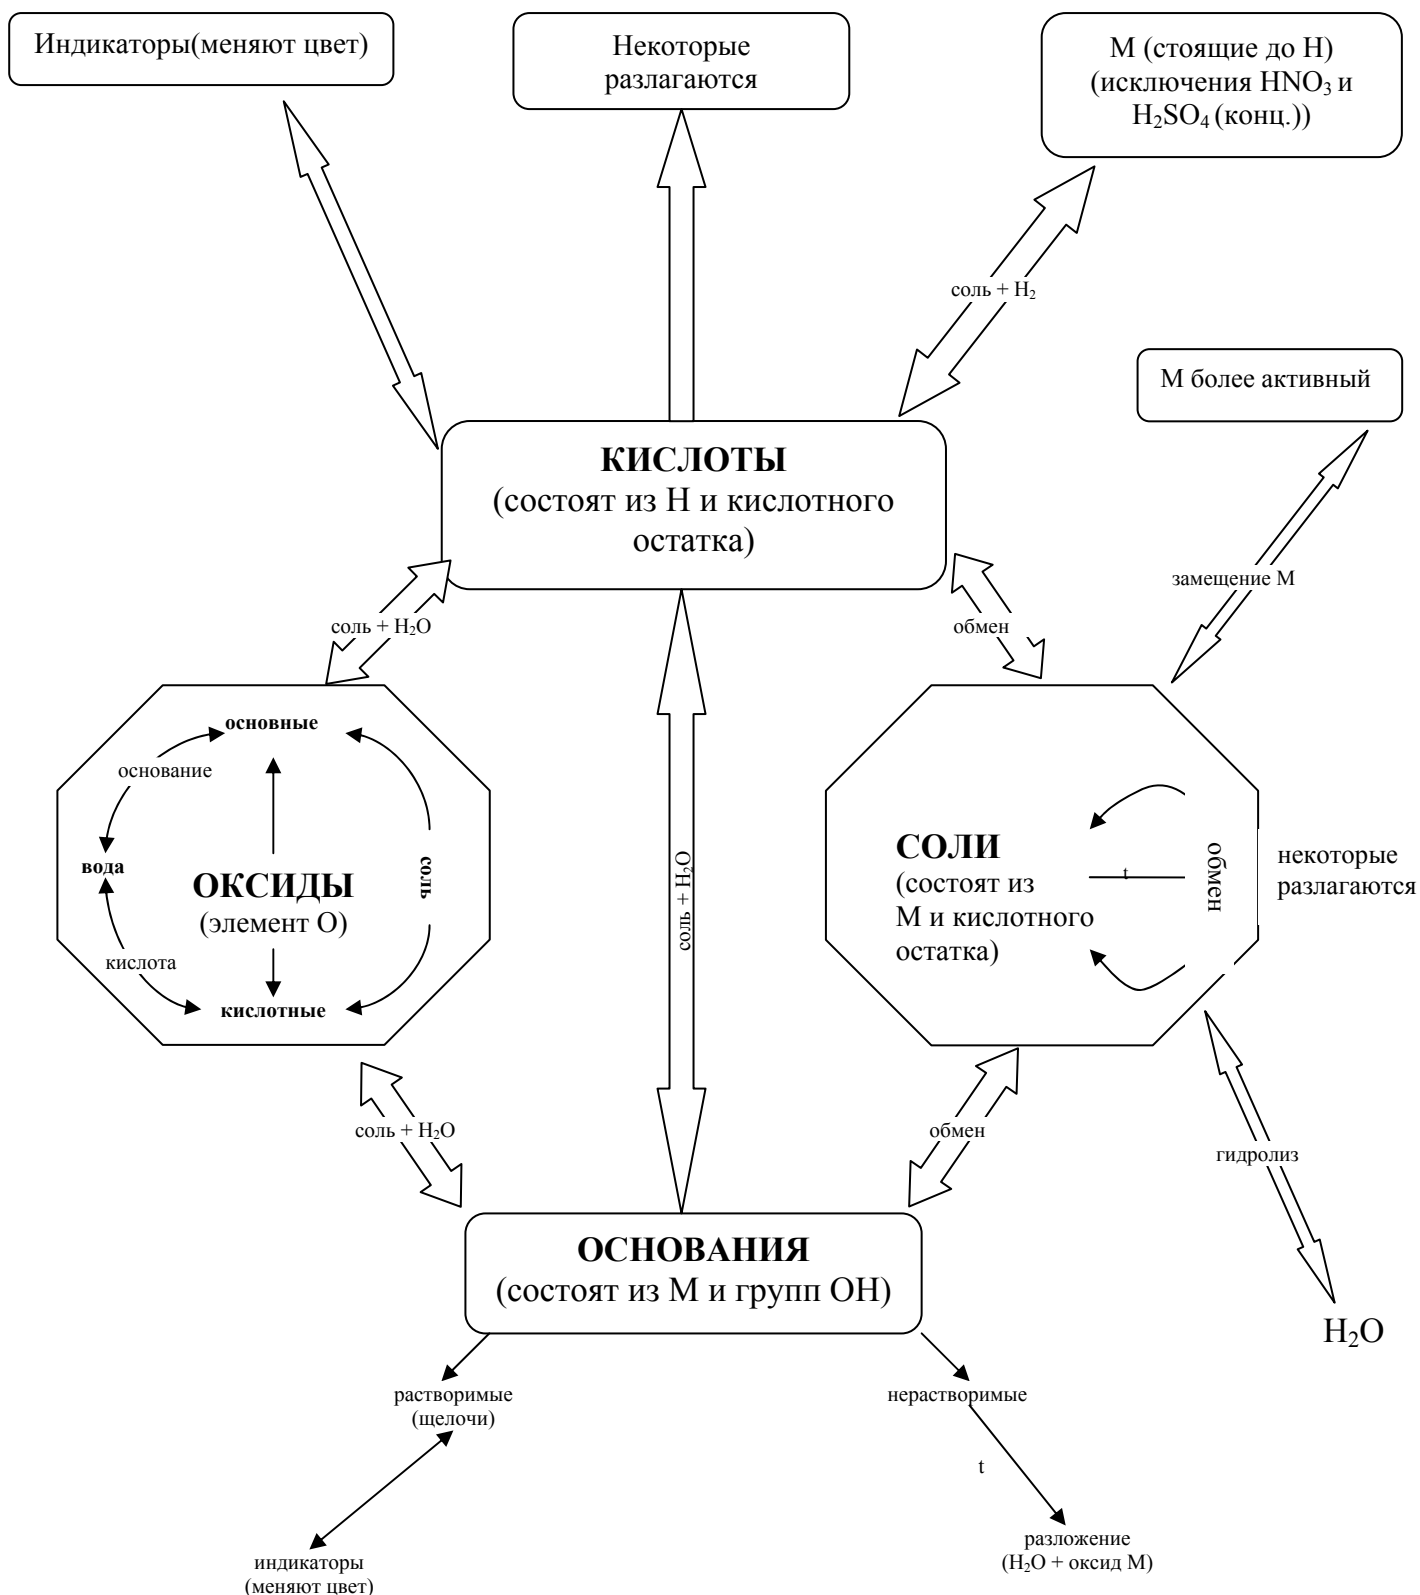 Индикаторы(меняют цвет)
Некоторые
разлагаются
М (стоящие до Н)
(исключения HNO₃ и
H₂SO₄ (конц.))
соль + H₂
М более активный
КИСЛОТЫ
(состоят из Н и кислотного
остатка)
замещение М
соль + H₂O
обмен
основные
основание
вода
ОКСИДЫ
(элемент О)
соль
кислота
кислотные
соль + H₂O
СОЛИ
(состоят из
М и кислотного
остатка)
t
обмен
некоторые
разлагаются
соль + H₂O
обмен
гидролиз
ОСНОВАНИЯ
(состоят из М и групп ОН)
H₂O
растворимые
(щелочи)
нерастворимые
t
индикаторы
(меняют цвет)
разложение
(H₂O + оксид М)